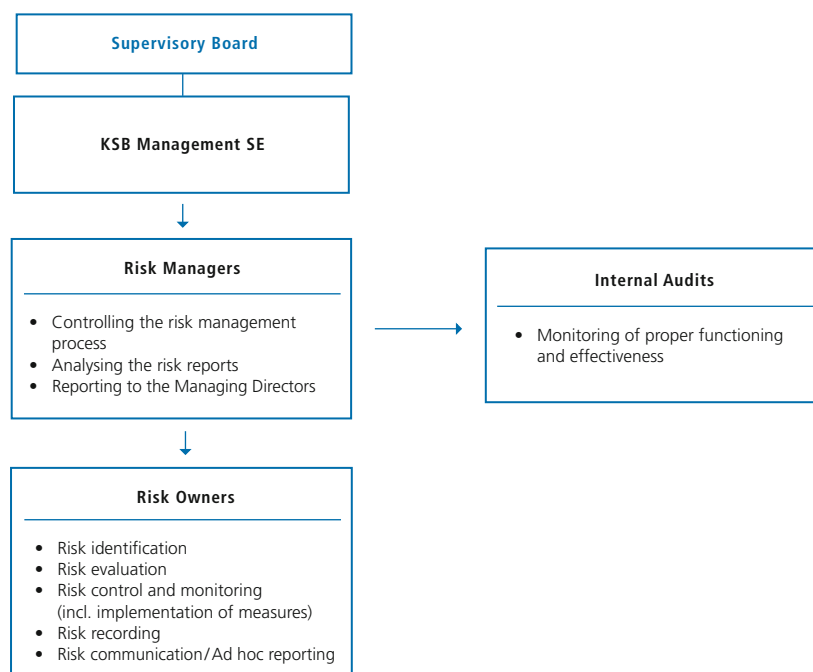 Supervisory Board
KSB Management SE
Risk Managers
• Controlling the risk management
process
• Analysing the risk reports
• Reporting to the Managing Directors
Internal Audits
• Monitoring of proper functioning
and effectiveness
Risk Owners
• Risk identification
• Risk evaluation
• Risk control and monitoring
(incl. implementation of measures)
• Risk recording
• Risk communication/Ad hoc reporting